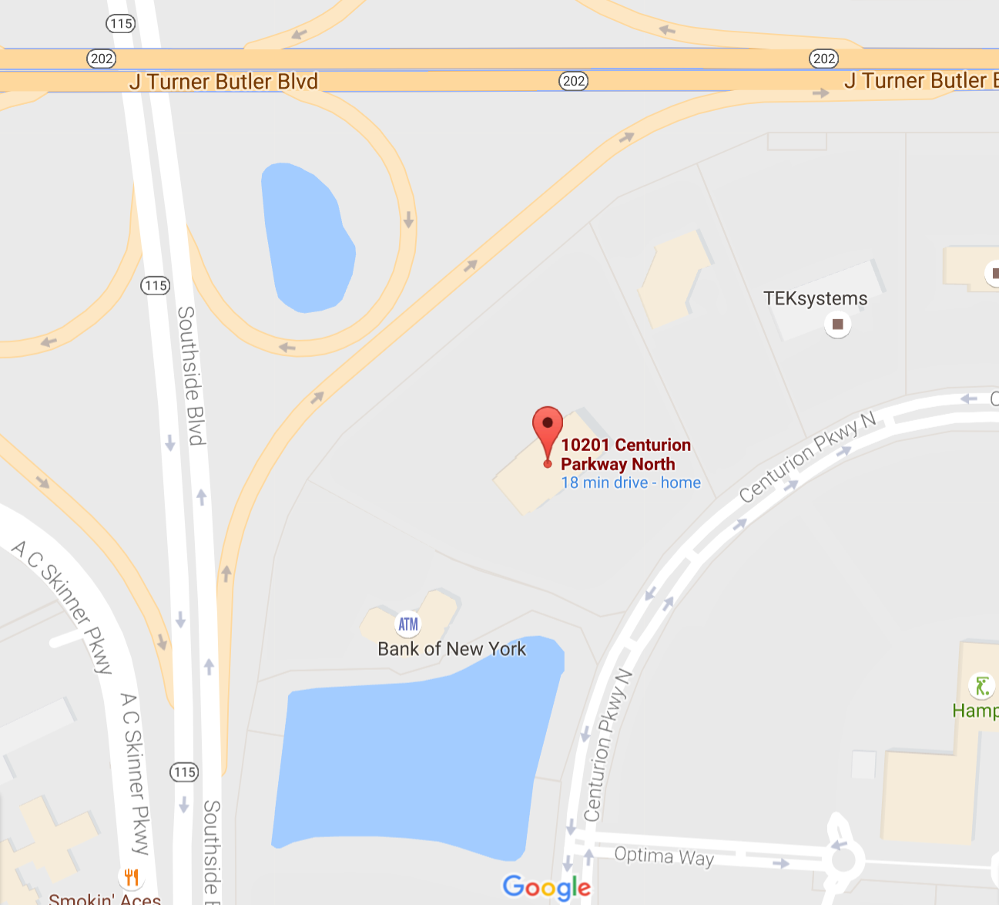 115
202
202
J Turner Butler Blvd
202
J Turner Butler B
115
TEKsystems
Southside Blvd
C
Centurion Pkwy N
10201 Centurion
Parkway North
18 min drive - home
A C Skinner Pkwy
ATM
Bank of New York
Centurion Pkwy N
Hamp
A C Skinner Pkwy
115
Southside B
Optima Way
Google
Smokin' Aces